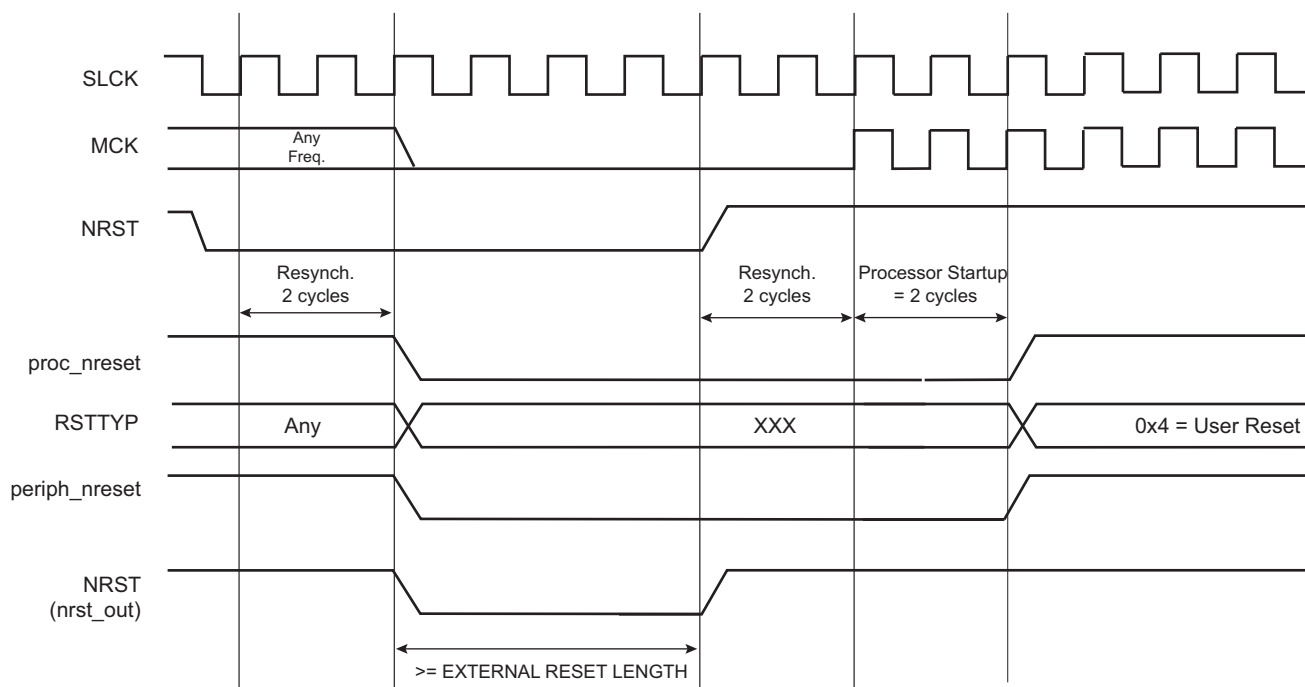 SLCK
MCK
Any
Freq.
NRST
Resynch.
2 cycles
Resynch.
2 cycles
Processor Startup
= 2 cycles
proc_nreset
RSTTYP
Any
XXX
0x4 = User Reset
periph_nreset
NRST
(nrst_out)
>= EXTERNAL RESET LENGTH